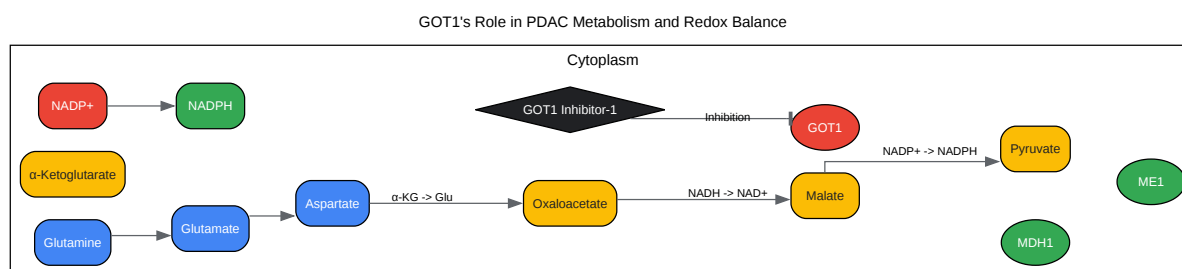 GOT1's Role in PDAC Metabolism and Redox Balance
Cytoplasm
NADP+
NADPH
GOT1 Inhibitor-1
Inhibition
GOT1
NADP+ -> NADPH
Pyruvate
α-Ketoglutarate
ME1
Aspartate
α-KG -> Glu
Oxaloacetate
NADH -> NAD+
Malate
Glutamine
Glutamate
MDH1